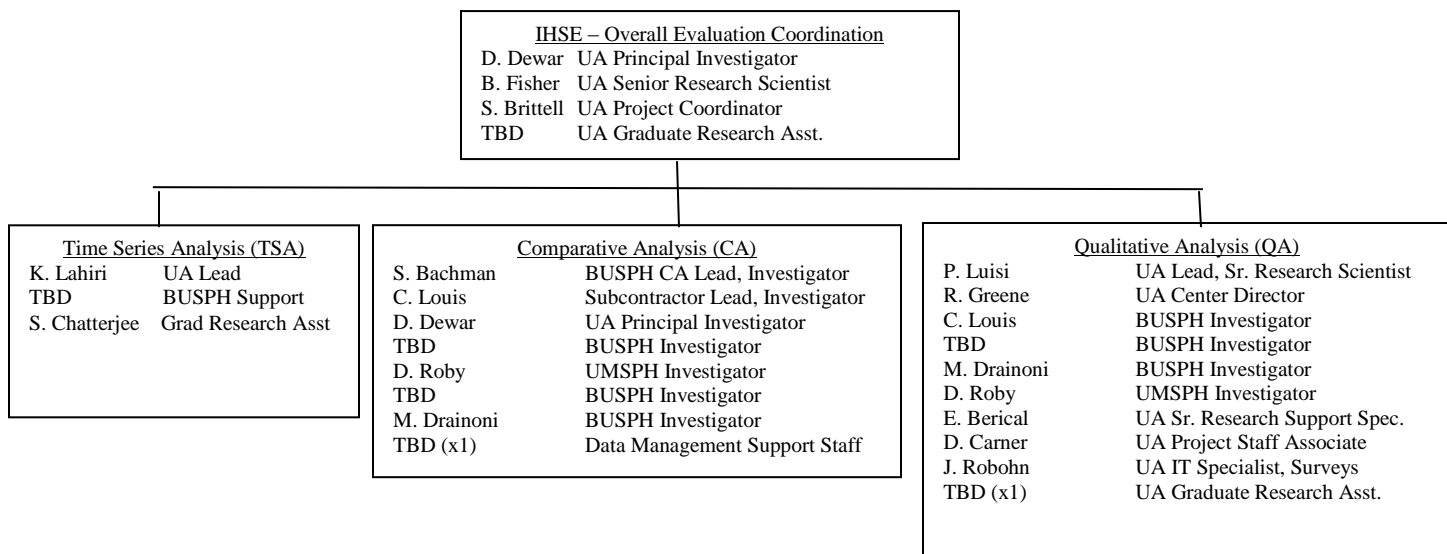 IHSE – Overall Evaluation Coordination
D. Dewar UA Principal Investigator
B. Fisher UA Senior Research Scientist
S. Brittell UA Project Coordinator
TBD UA Graduate Research Asst.
Time Series Analysis (TSA)
K. Lahiri UA Lead
TBD BUSPH Support
S. Chatterjee Grad Research Asst
Comparative Analysis (CA)
S. Bachman BUSPH CA Lead, Investigator
C. Louis Subcontractor Lead, Investigator
D. Dewar UA Principal Investigator
TBD BUSPH Investigator
D. Roby UMSPH Investigator
TBD BUSPH Investigator
M. Drainoni BUSPH Investigator
TBD (x1) Data Management Support Staff
Qualitative Analysis (QA)
P. Luisi UA Lead, Sr. Research Scientist
R. Greene UA Center Director
C. Louis BUSPH Investigator
TBD BUSPH Investigator
M. Drainoni BUSPH Investigator
D. Roby UMSPH Investigator
E. Berical UA Sr. Research Support Spec.
D. Carner UA Project Staff Associate
J. Robohn UA IT Specialist, Surveys
TBD (x1) UA Graduate Research Asst.